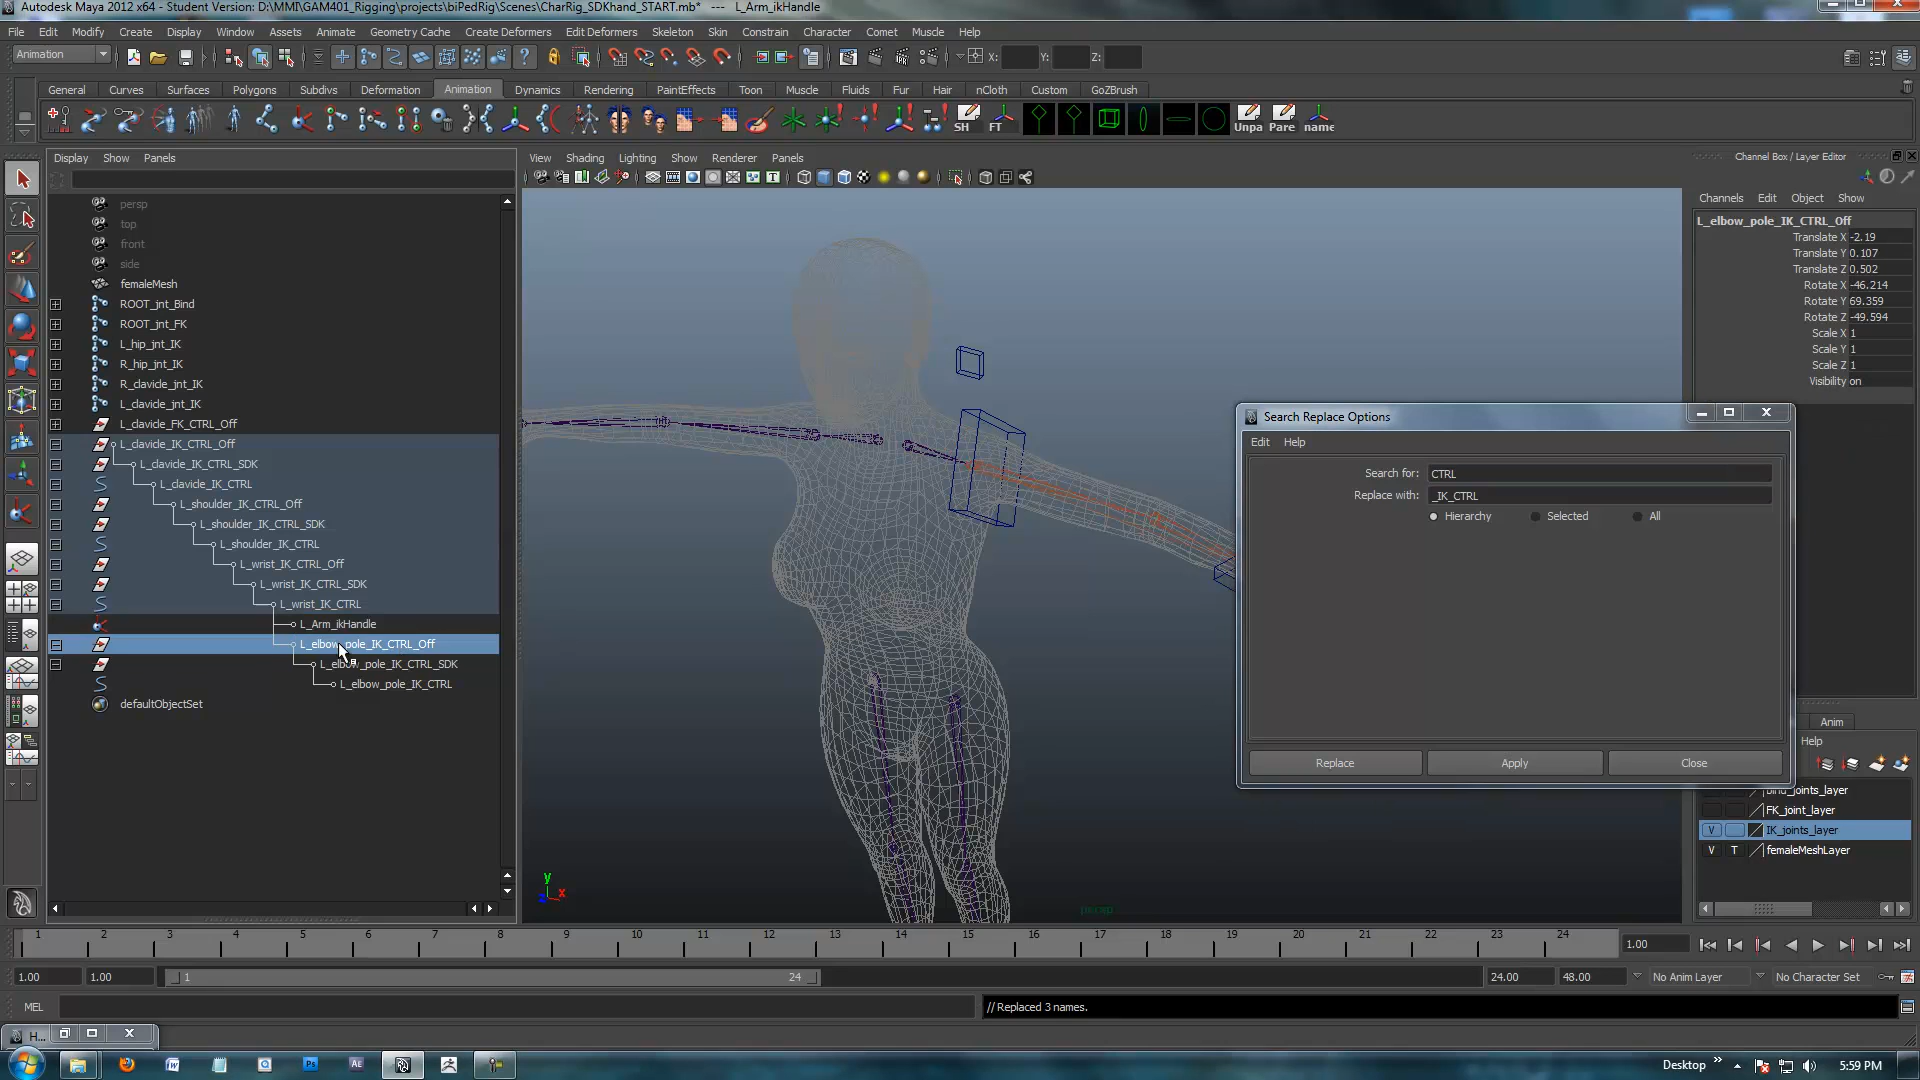 Autodesk Maya 2012 x64 - Student Version: D:\MMI\GAM401_Rigging\projects\biPedRig\Scenes\CharRig_SDKhand_START.mb* --- L_Arm_ikHandle
File Edit Modify Create Display Window Assets Animate Geometry Cache Create Deformers Edit Deformers Skeleton Skin Constrain Character Comet Muscle Help
Animation X: Y: Z:
General Curves Surfaces Polygons Subdivs Deformation Animation Dynamics Rendering PaintEffects Toon Muscle Fluids Fur Hair nCloth Custom GoZBrush
SH FT Unpa Pare name
Display Show Panels
View Shading Lighting Show Renderer Panels
Channel Box / Layer Editor
Channels Edit Object Show
persp
top
front
side
femaleMesh
ROOT_jnt_Bind
ROOT_jnt_FK
L_hip_jnt_IK
R_hip_jnt_IK
R_clavicle_jnt_IK
L_clavicle_jnt_IK
L_clavicle_FK_CTRL_Off
L_clavicle_IK_CTRL_Off
L_clavicle_IK_CTRL_SDK
L_clavicle_IK_CTRL
L_shoulder_IK_CTRL_Off
L_shoulder_IK_CTRL_SDK
L_shoulder_IK_CTRL
L_wrist_IK_CTRL_Off
L_wrist_IK_CTRL_SDK
L_wrist_IK_CTRL
L_Arm_ikHandle
L_elbow_pole_IK_CTRL_Off
L_elbow_pole_IK_CTRL_SDK
L_elbow_pole_IK_CTRL
defaultObjectSet
L_elbow_pole_IK_CTRL_Off
Translate X -2.19
Translate Y 0.107
Translate Z 0.502
Rotate X -46.214
Rotate Y 69.359
Rotate Z -49.594
Scale X 1
Scale Y 1
Scale Z 1
Visibility on
Search Replace Options
Edit Help
Search for: CTRL
Replace with: _IK_CTRL
Hierarchy Selected All
Replace Apply Close
Anim
Help
bind_joints_layer
FK_joint_layer
V IK_joints_layer
V T femaleMeshLayer
y
x
z
persp
1 2 3 4 5 6 7 8 9 10 11 12 13 14 15 16 17 18 19 20 21 22 23 24 1.00
1.00 1.00 1 24 24.00 48.00 No Anim Layer No Character Set
MEL // Replaced 3 names.
H...
W Ps Ae Desktop » 5:59 PM